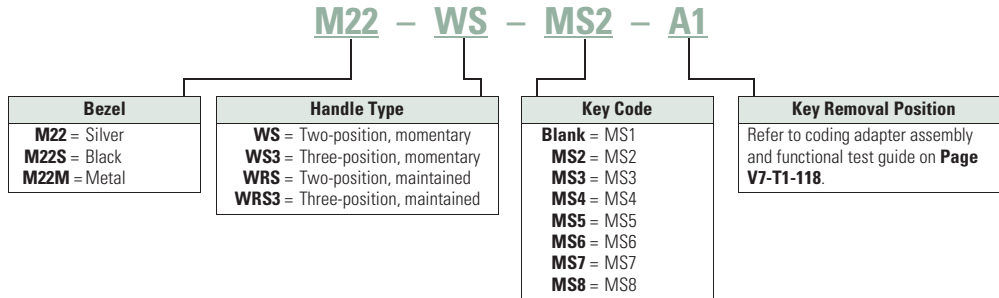 M22 – WS – MS2 – A1
Bezel
M22 = Silver
M22S = Black
M22M = Metal
Handle Type
WS = Two-position, momentary
WS3 = Three-position, momentary
WRS = Two-position, maintained
WRS3 = Three-position, maintained
Key Code
Blank = MS1
MS2 = MS2
MS3 = MS3
MS4 = MS4
MS5 = MS5
MS6 = MS6
MS7 = MS7
MS8 = MS8
Key Removal Position
Refer to coding adapter assembly
and functional test guide on Page
V7-T1-118.